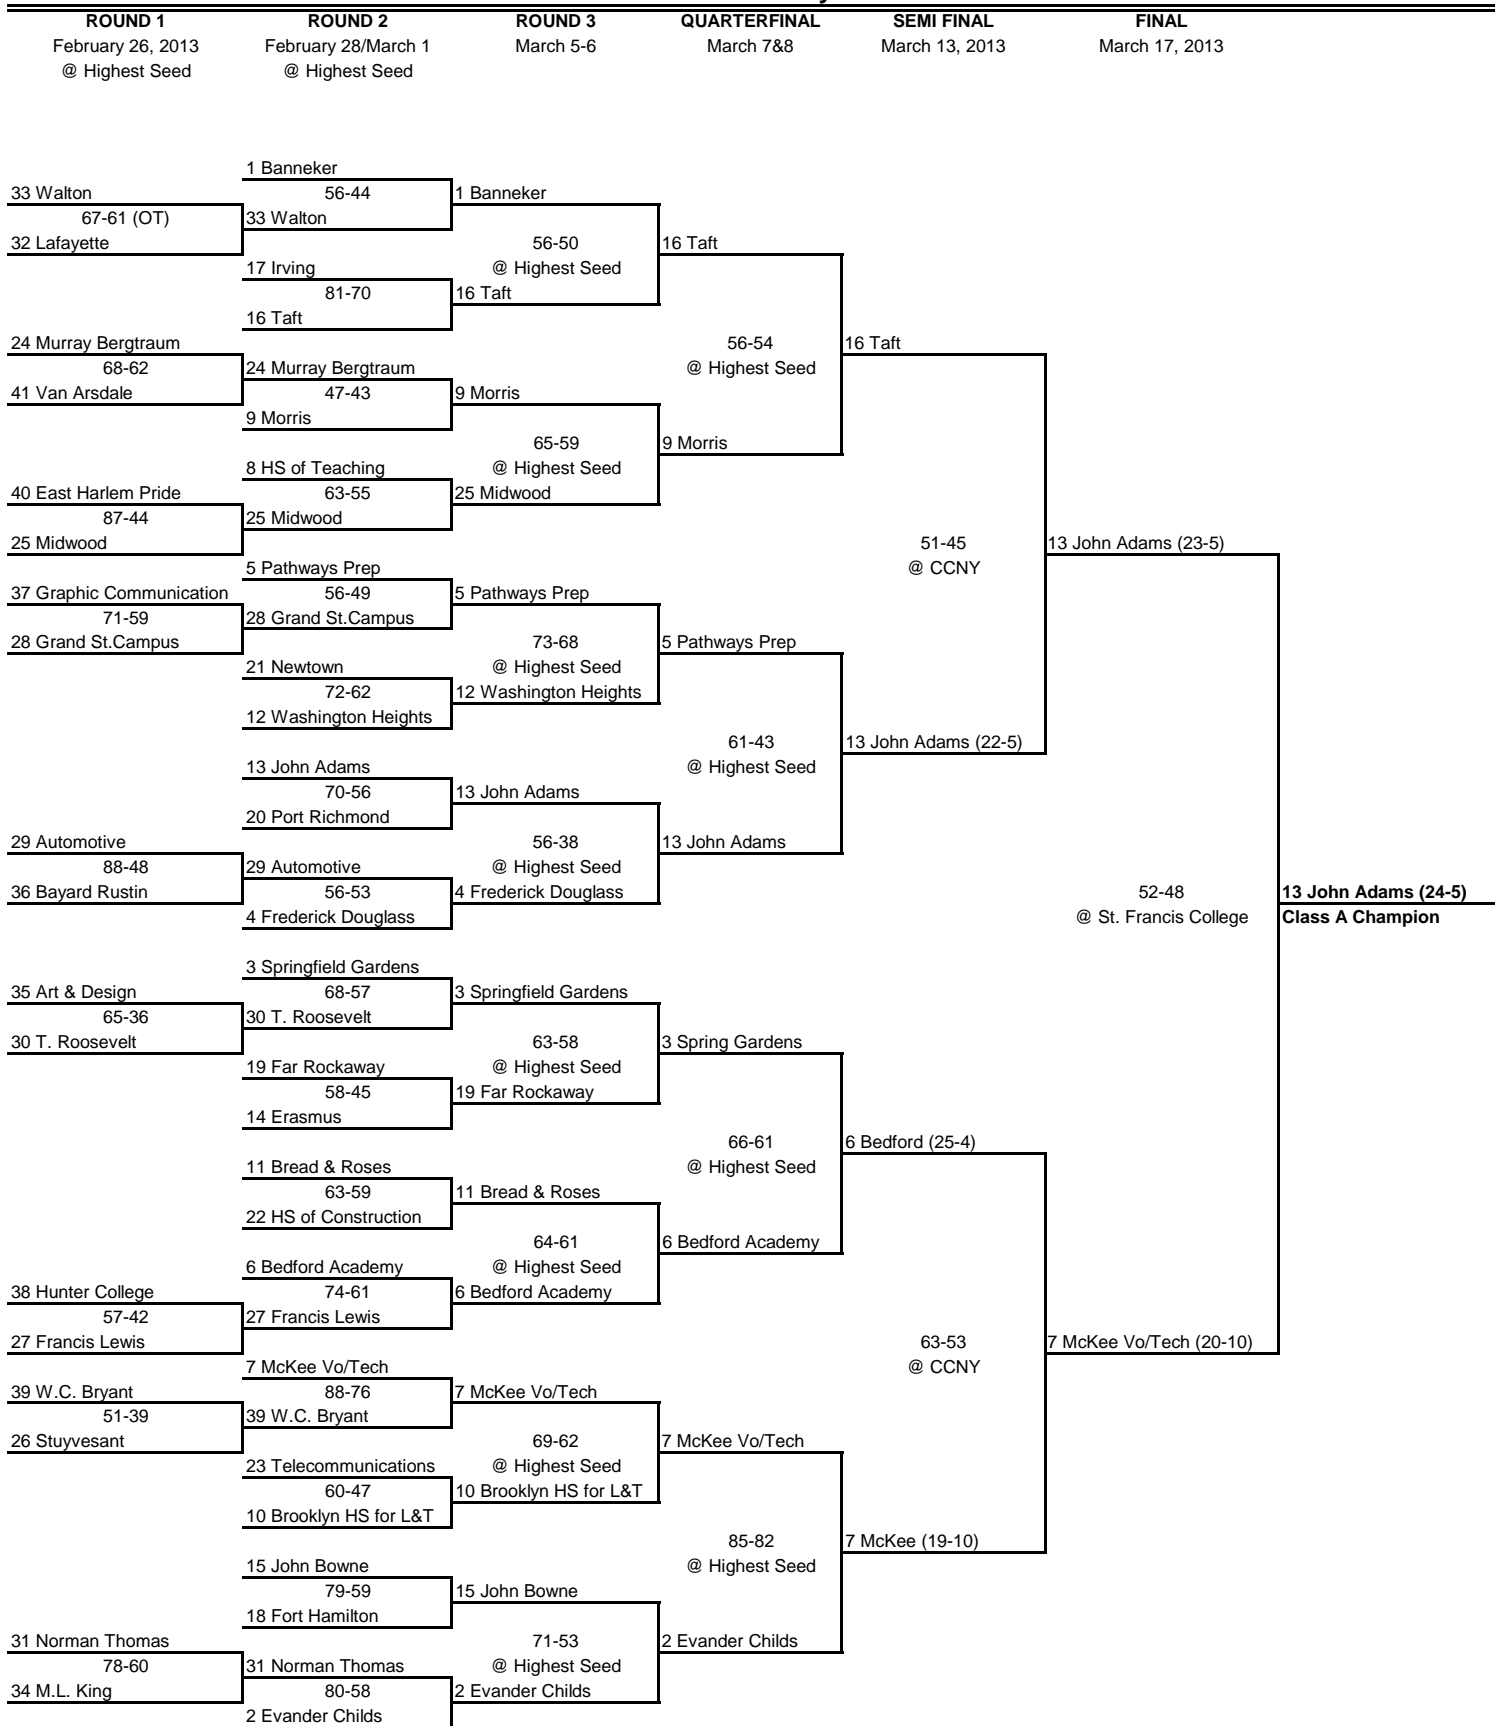 ROUND 1 ROUND 2 ROUND 3 QUARTERFINAL SEMI FINAL FINAL
February 26, 2013 February 28/March 1 March 5-6 March 7&8 March 13, 2013 March 17, 2013
@ Highest Seed @ Highest Seed
1 Banneker
33 Walton 56-44 1 Banneker
67-61 (OT) 33 Walton
32 Lafayette 56-50 16 Taft
17 Irving @ Highest Seed
81-70 16 Taft
16 Taft
24 Murray Bergtraum 56-54 16 Taft
68-62 24 Murray Bergtraum @ Highest Seed
41 Van Arsdale 47-43 9 Morris
9 Morris
65-59 9 Morris
8 HS of Teaching @ Highest Seed
40 East Harlem Pride 63-55 25 Midwood
87-44 25 Midwood
25 Midwood 51-45 13 John Adams (23-5)
5 Pathways Prep @ CCNY
37 Graphic Communication 56-49 5 Pathways Prep
71-59 28 Grand St.Campus
28 Grand St.Campus 73-68 5 Pathways Prep
21 Newtown @ Highest Seed
72-62 12 Washington Heights
12 Washington Heights
61-43 13 John Adams (22-5)
13 John Adams @ Highest Seed
70-56 13 John Adams
20 Port Richmond
29 Automotive 56-38 13 John Adams
88-48 29 Automotive @ Highest Seed
36 Bayard Rustin 56-53 4 Frederick Douglass 52-48 13 John Adams (24-5)
4 Frederick Douglass @ St. Francis College Class A Champion
3 Springfield Gardens
35 Art & Design 68-57 3 Springfield Gardens
65-36 30 T. Roosevelt
30 T. Roosevelt 63-58 3 Spring Gardens
19 Far Rockaway @ Highest Seed
58-45 19 Far Rockaway
14 Erasmus
66-61 6 Bedford (25-4)
11 Bread & Roses @ Highest Seed
63-59 11 Bread & Roses
22 HS of Construction
64-61 6 Bedford Academy
6 Bedford Academy @ Highest Seed
38 Hunter College 74-61 6 Bedford Academy
57-42 27 Francis Lewis
27 Francis Lewis 63-53 7 McKee Vo/Tech (20-10)
7 McKee Vo/Tech @ CCNY
39 W.C. Bryant 88-76 7 McKee Vo/Tech
51-39 39 W.C. Bryant
26 Stuyvesant 69-62 7 McKee Vo/Tech
23 Telecommunications @ Highest Seed
60-47 10 Brooklyn HS for L&T
10 Brooklyn HS for L&T
85-82 7 McKee (19-10)
15 John Bowne @ Highest Seed
79-59 15 John Bowne
18 Fort Hamilton
31 Norman Thomas 71-53 2 Evander Childs
78-60 31 Norman Thomas @ Highest Seed
34 M.L. King 80-58 2 Evander Childs
2 Evander Childs